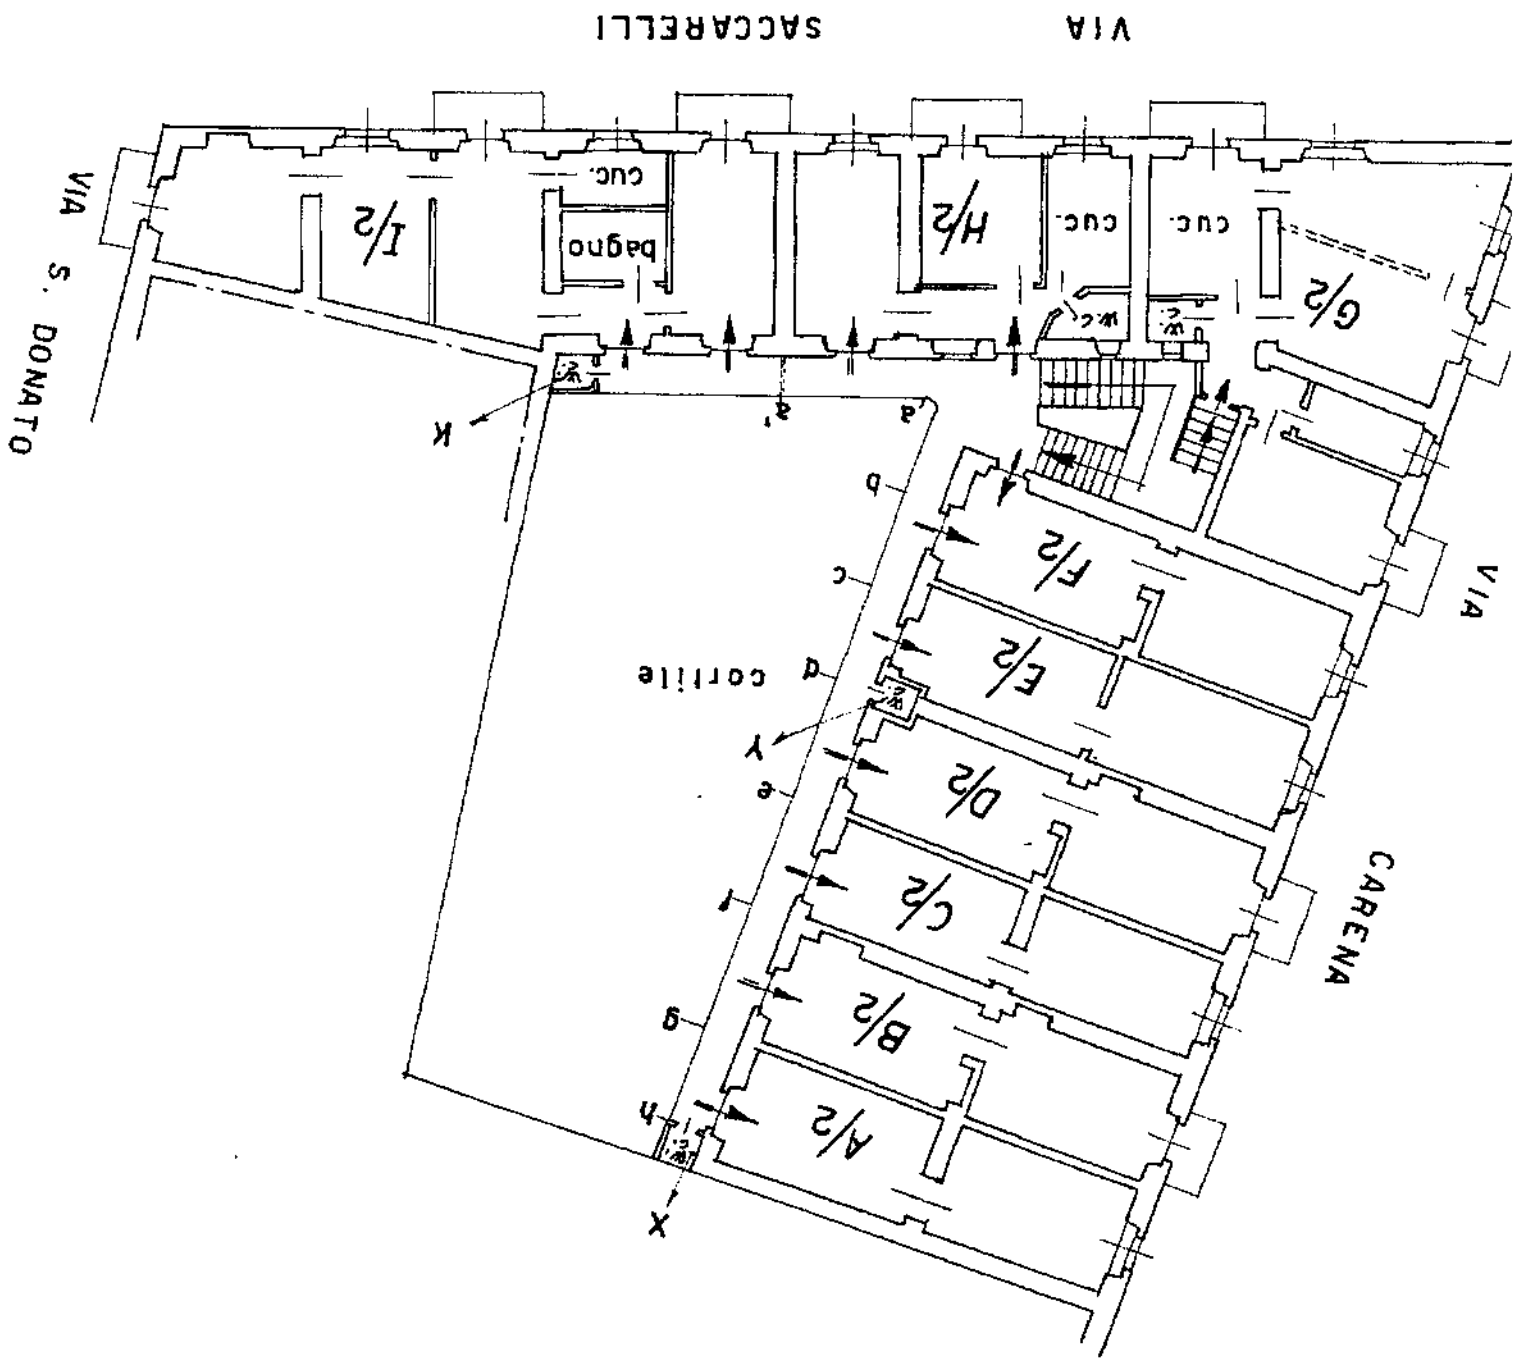 VIA SACCARELLI
VIA S. DONATO
VIA CARENA
I/2
cuc.
bagno
H/2
cuc.
w.c.
cuc.
w.c.
G/2
w.c.
K
a'
a
b
c
d
e
f
g
h
F/2
E/2
w.c.
Y
cortile
D/2
C/2
B/2
A/2
w.c.
X